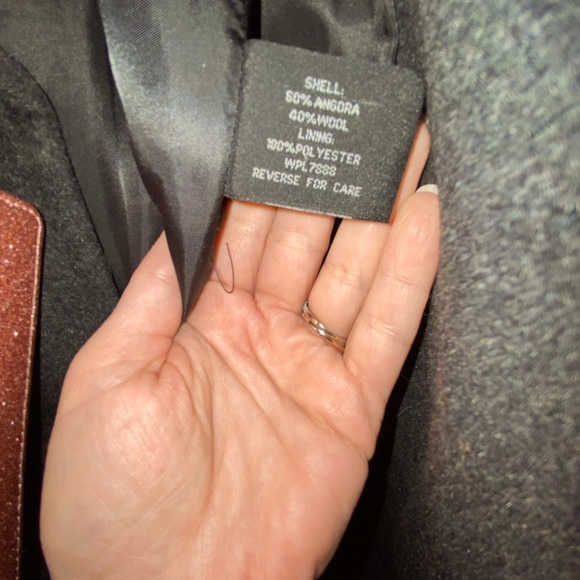 SHELL:
60% ANGORA
40% WOOL
LINING:
100% POLYESTER
WPL7888
REVERSE FOR CARE